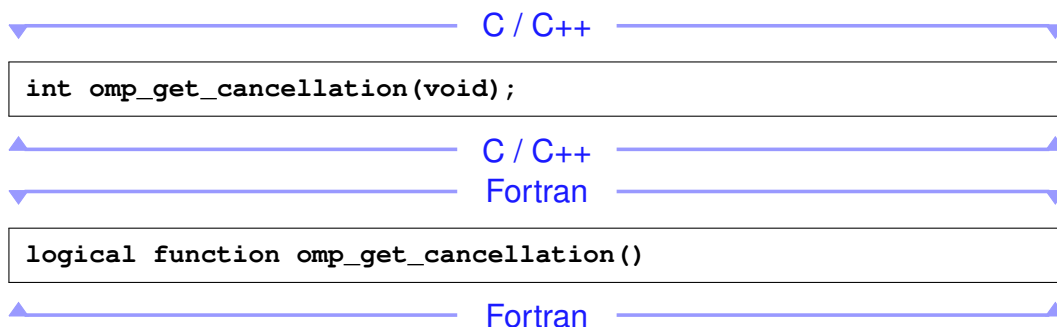 C / C++
int omp_get_cancellation(void);
C / C++
Fortran
logical function omp_get_cancellation()
Fortran